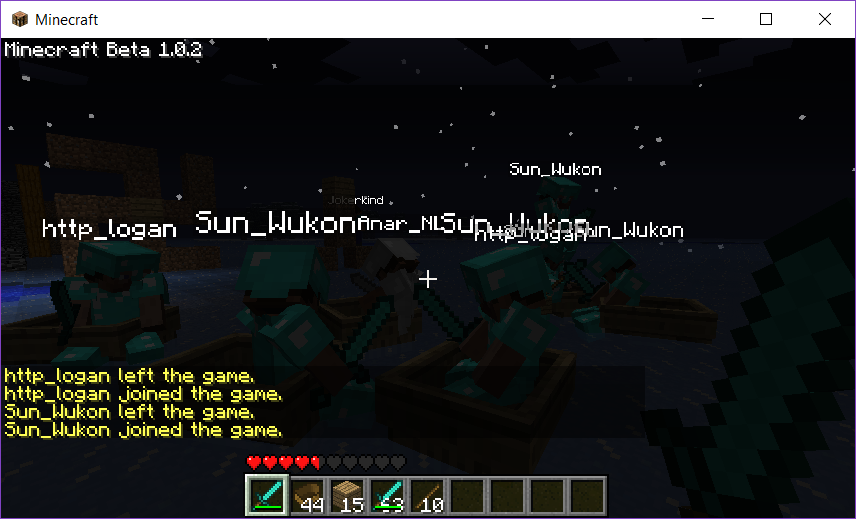 Minecraft
Minecraft Beta 1.0.2
Sun_Wukon
Jokerkind
http_logan
Sun_Wukon
Anar_NL
Sun_Wukon
http_logan
Sun_Wukon
http_logan left the game.
http_logan joined the game.
Sun_Wukon left the game.
Sun_Wukon joined the game.
44
15
63
10